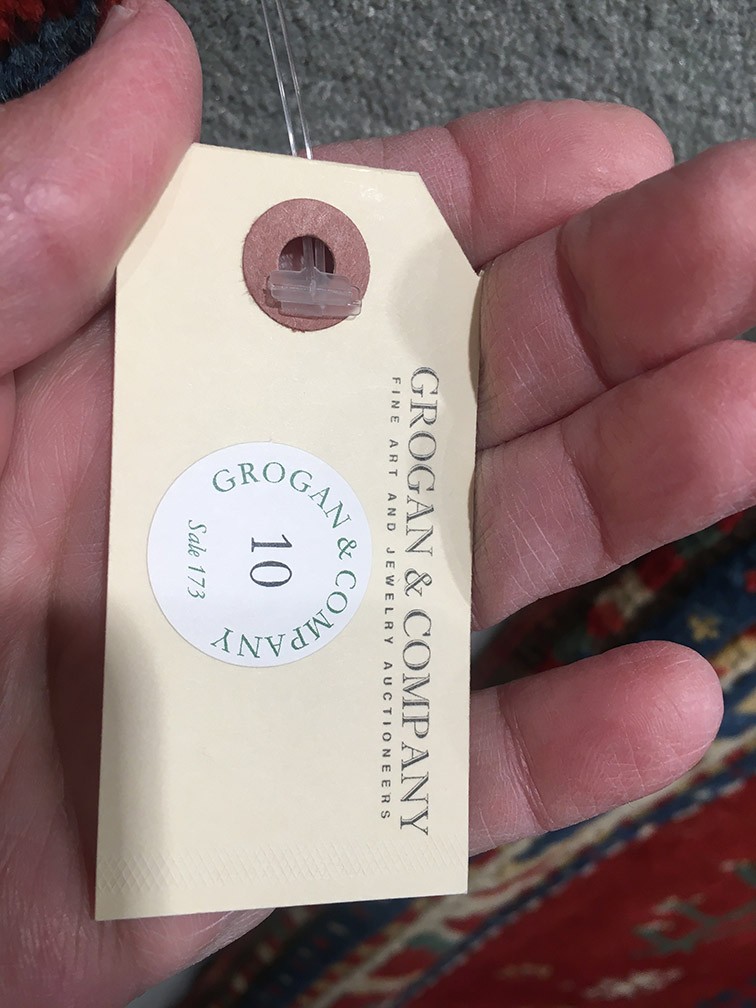 GROGAN & COMPANY
FINE ART AND JEWELRY AUCTIONEERS
GROGAN & COMPANY
10
Sale 173